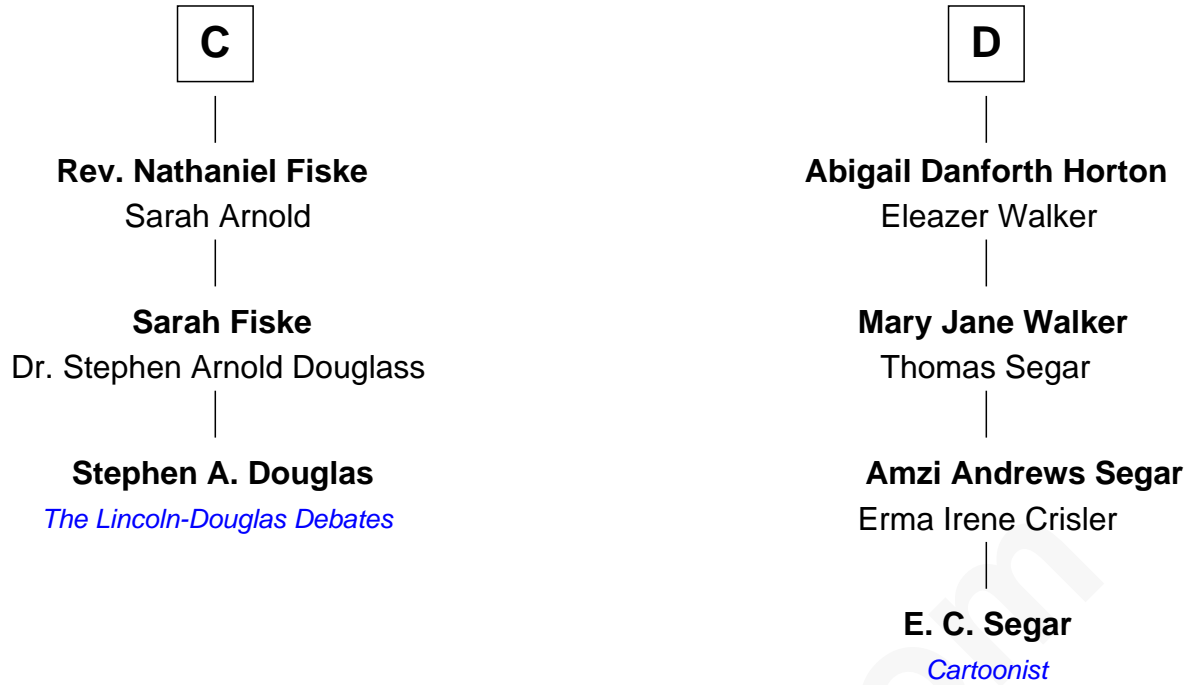 C
Rev. Nathaniel Fiske
Sarah Arnold
Sarah Fiske
Dr. Stephen Arnold Douglass
Stephen A. Douglas
The Lincoln-Douglas Debates
D
Abigail Danforth Horton
Eleazer Walker
Mary Jane Walker
Thomas Segar
Amzi Andrews Segar
Erma Irene Crisler
E. C. Segar
Cartoonist
om